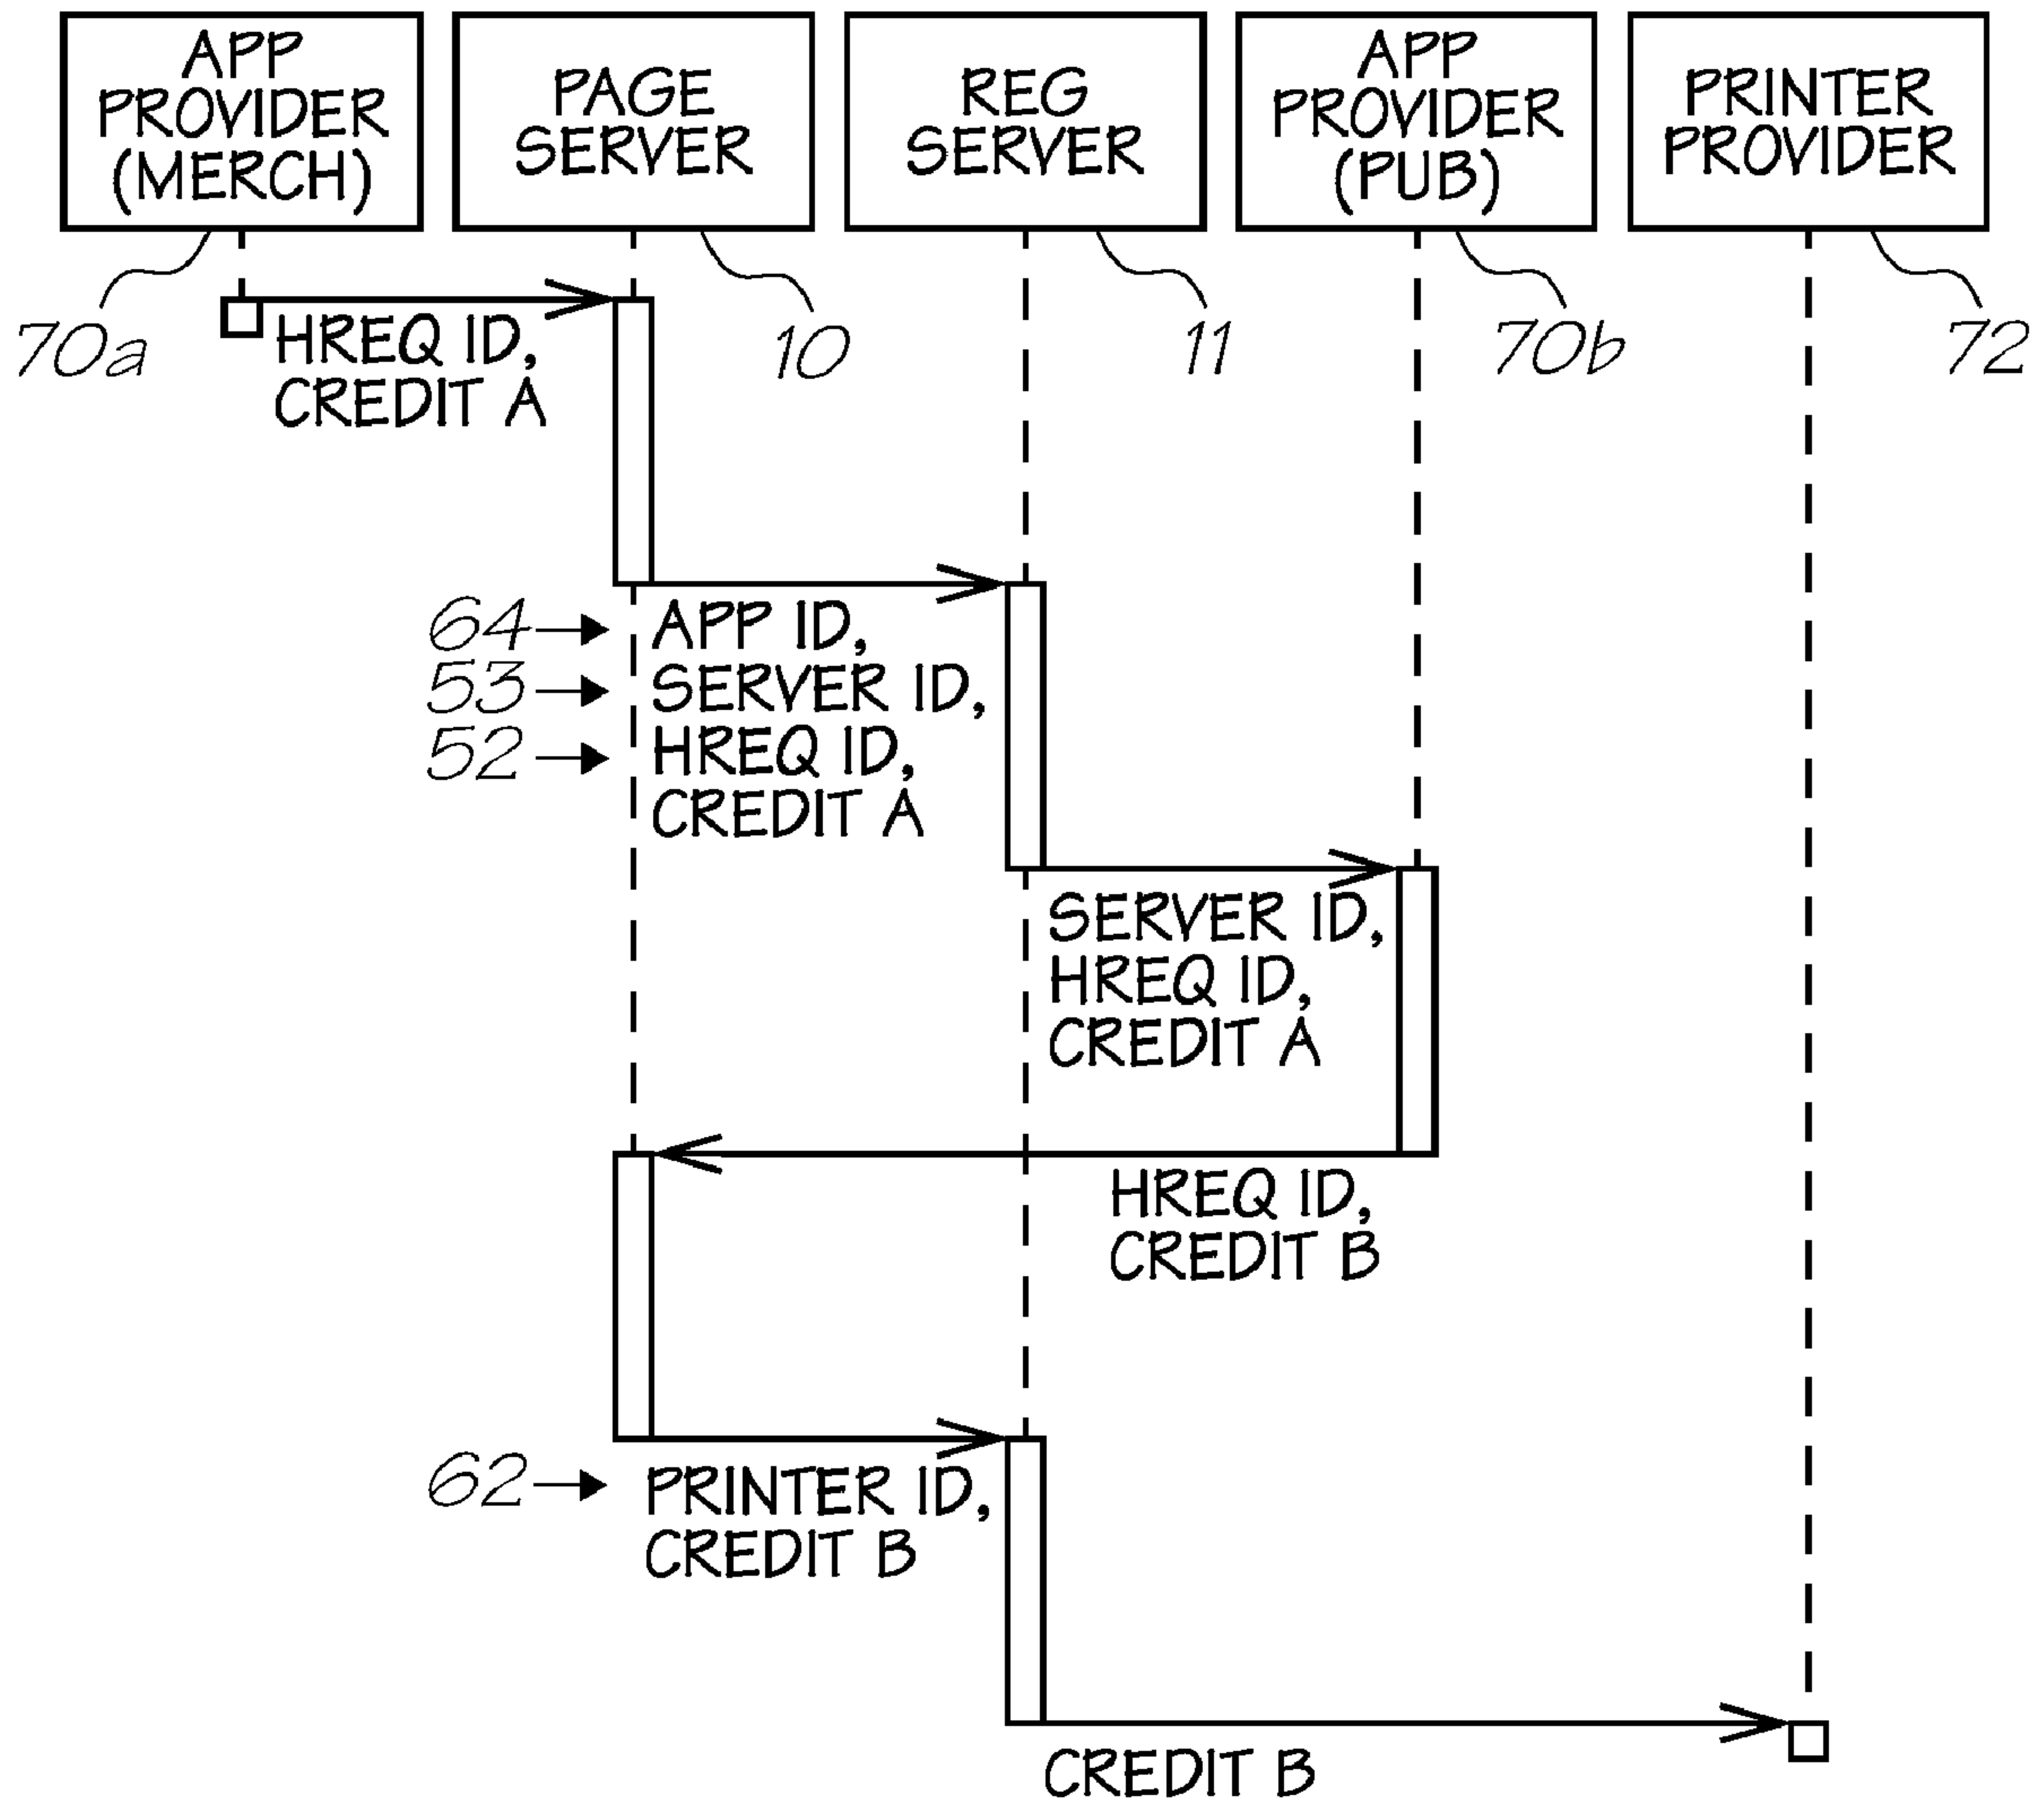 APP
PROVIDER
(MERCH)
PAGE
SERVER
REG
SERVER
APP
PROVIDER
(PUB)
PRINTER
PROVIDER
70a
10
11
70b
72
HREQ ID,
CREDIT A
64
APP ID,
53
SERVER ID,
52
HREQ ID,
CREDIT A
SERVER ID,
HREQ ID,
CREDIT A
HREQ ID,
CREDIT B
62
PRINTER ID,
CREDIT B
CREDIT B